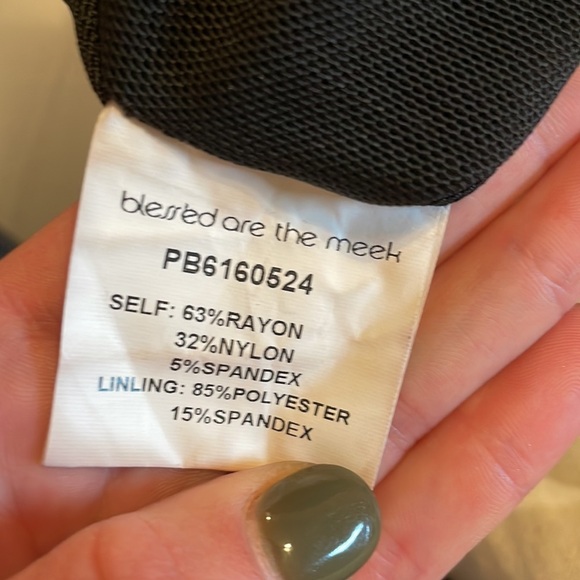 blessed are the meek
PB6160524
SELF: 63%RAYON
32%NYLON
5%SPANDEX
LINLING: 85%POLYESTER
15%SPANDEX